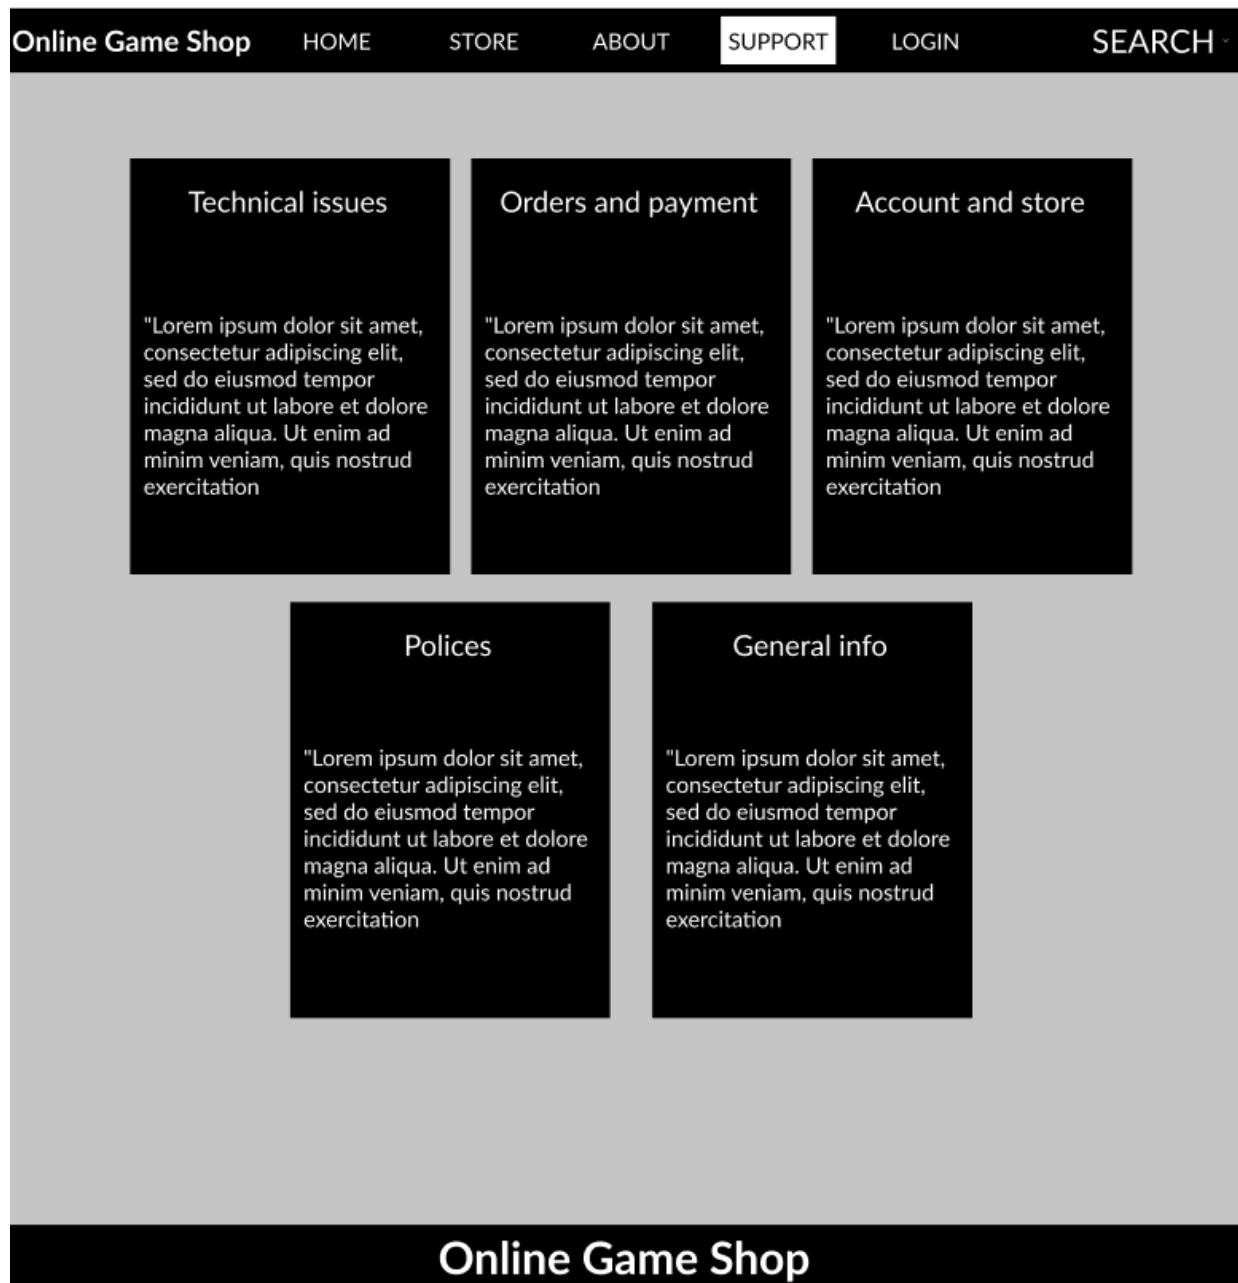 Online Game Shop HOME STORE ABOUT SUPPORT LOGIN SEARCH
Technical issues
"Lorem ipsum dolor sit amet,
consectetur adipiscing elit,
sed do eiusmod tempor
incididunt ut labore et dolore
magna aliqua. Ut enim ad
minim veniam, quis nostrud
exercitation
Orders and payment
"Lorem ipsum dolor sit amet,
consectetur adipiscing elit,
sed do eiusmod tempor
incididunt ut labore et dolore
magna aliqua. Ut enim ad
minim veniam, quis nostrud
exercitation
Account and store
"Lorem ipsum dolor sit amet,
consectetur adipiscing elit,
sed do eiusmod tempor
incididunt ut labore et dolore
magna aliqua. Ut enim ad
minim veniam, quis nostrud
exercitation
Polices
"Lorem ipsum dolor sit amet,
consectetur adipiscing elit,
sed do eiusmod tempor
incididunt ut labore et dolore
magna aliqua. Ut enim ad
minim veniam, quis nostrud
exercitation
General info
"Lorem ipsum dolor sit amet,
consectetur adipiscing elit,
sed do eiusmod tempor
incididunt ut labore et dolore
magna aliqua. Ut enim ad
minim veniam, quis nostrud
exercitation
Online Game Shop